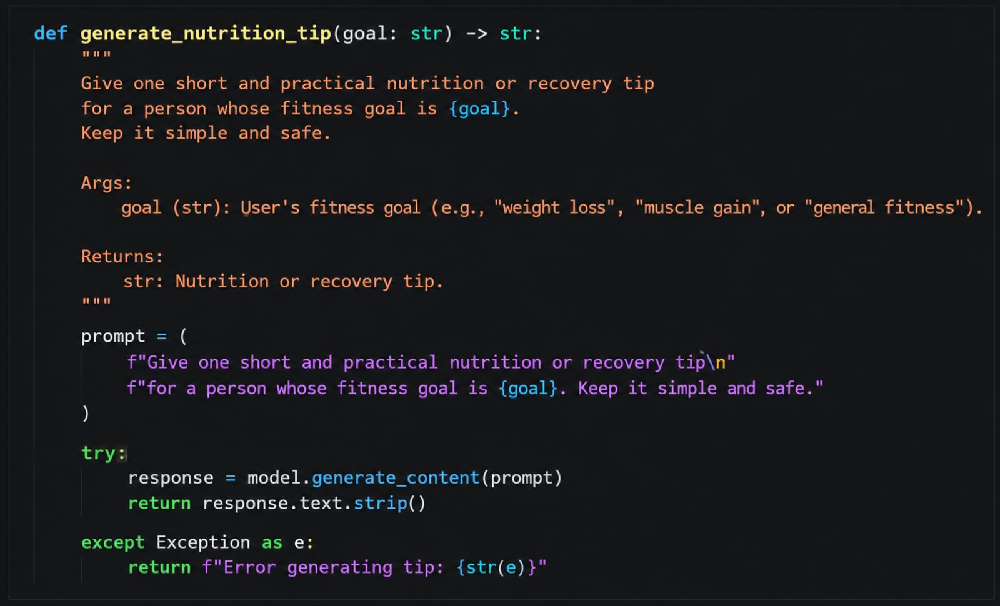 def generate_nutrition_tip(goal: str) -> str:
"""
Give one short and practical nutrition or recovery tip
for a person whose fitness goal is {goal}.
Keep it simple and safe.
Args:
goal (str): User's fitness goal (e.g., "weight loss", "muscle gain", or "general fitness").
Returns:
str: Nutrition or recovery tip.
"""
prompt = (
f"Give one short and practical nutrition or recovery tip\n"
f"for a person whose fitness goal is {goal}. Keep it simple and safe."
)
try:
response = model.generate_content(prompt)
return response.text.strip()
except Exception as e:
return f"Error generating tip: {str(e)}"